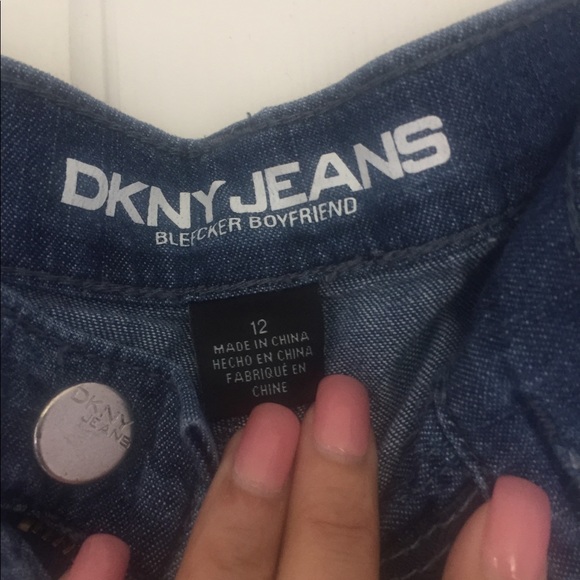 DKNY JEANS
BLEECKER BOYFRIEND
12
MADE IN CHINA
HECHO EN CHINA
FABRIQUÉ EN
CHINE
DKNY
JEANS